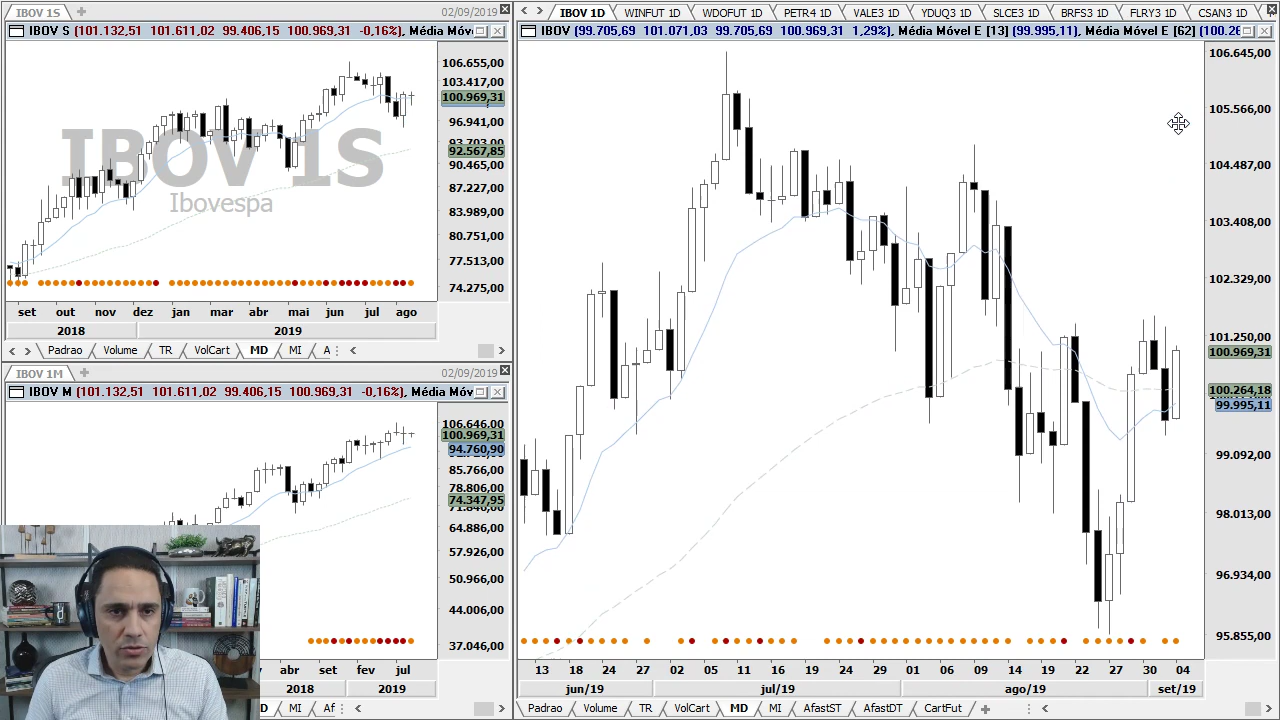 IBOV 1S
02/09/2019
IBOV S (101.132,51 101.611,02 99.406,15 100.969,31 -0,16%), Média Móv
106.655,00
103.417,00
100.969,31
96.941,00
92.567,85
90.465,00
87.227,00
83.989,00
80.751,00
77.513,00
74.275,00
IBOV 1S
Ibovespa
set out nov dez jan mar abr mai jun jul ago
2018 2019
Padrao Volume TR VolCart MD MI A
IBOV 1M
02/09/2019
IBOV M (101.132,51 101.611,02 99.406,15 100.969,31 -0,16%), Média Móv
106.646,00
100.969,31
94.760,90
85.766,00
78.806,00
74.347,95
64.886,00
57.926,00
50.966,00
44.006,00
37.046,00
abr set fev jul
2018 2019
D MI Af
IBOV 1D WINFUT 1D WDOFUT 1D PETR4 1D VALE3 1D YDUQ3 1D SLCE3 1D BRFS3 1D FLRY3 1D CSAN3 1D
IBOV (99.705,69 101.071,03 99.705,69 100.969,31 1,29%), Média Móvel E [13] (99.995,11), Média Móvel E [62] (100.26
106.645,00
105.566,00
104.487,00
103.408,00
102.329,00
101.250,00
100.969,31
100.264,18
99.995,11
99.092,00
98.013,00
96.934,00
95.855,00
13 18 24 27 02 05 11 16 19 24 29 01 06 09 14 19 22 27 30 04
jun/19 jul/19 ago/19 set/19
Padrao Volume TR VolCart MD MI AfastST AfastDT CartFut